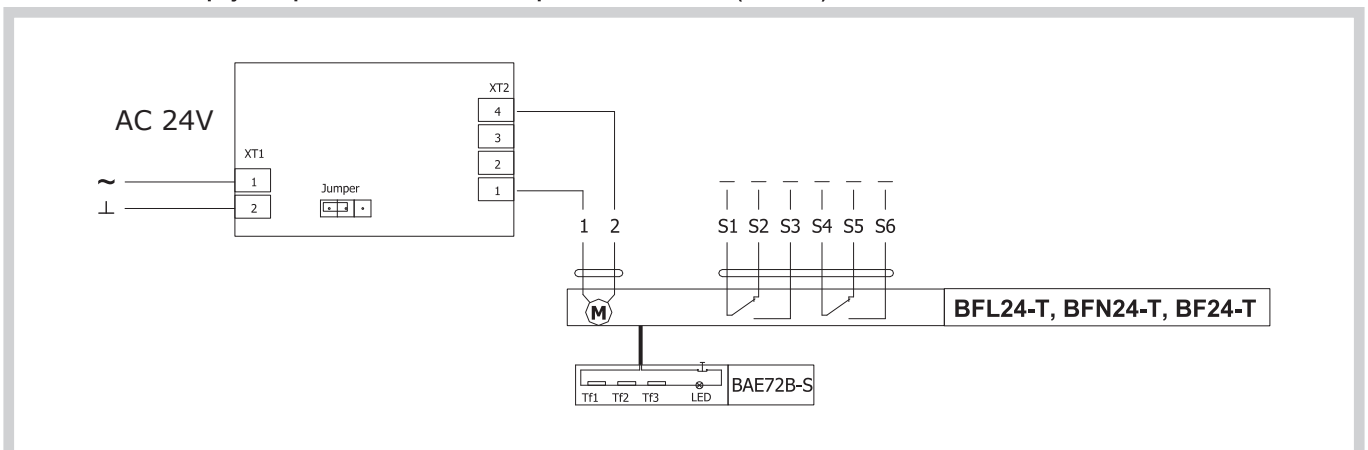 AC 24V
~
⊥
XT1
1
2
Jumper
XT2
4
3
2
1
1 2
S1 S2 S3 S4 S5 S6
M
BFL24-T, BFN24-T, BF24-T
Tf1 Tf2 Tf3 LED
BAE72B-S